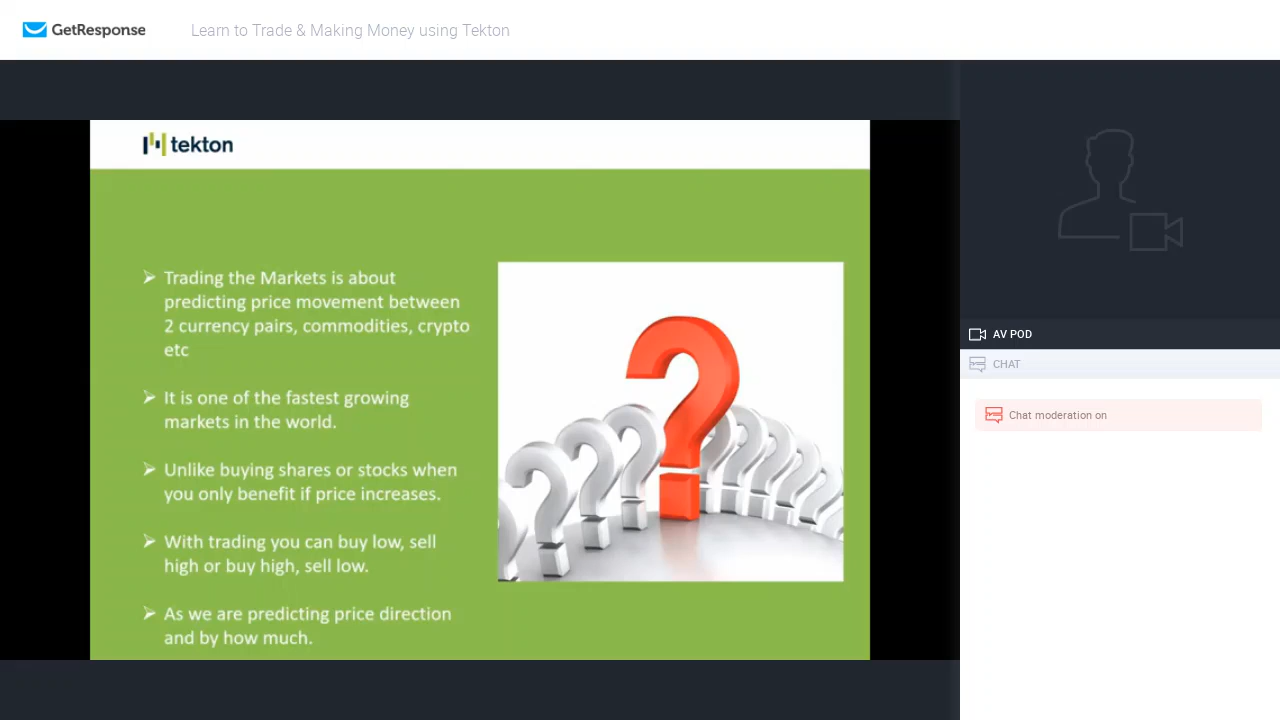 GetResponse
Learn to Trade & Making Money using Tekton
tekton
Trading the Markets is about
predicting price movement between
2 currency pairs, commodities, crypto
etc
It is one of the fastest growing
markets in the world.
Unlike buying shares or stocks when
you only benefit if price increases.
With trading you can buy low, sell
high or buy high, sell low.
As we are predicting price direction
and by how much.
AV POD
CHAT
Chat moderation on